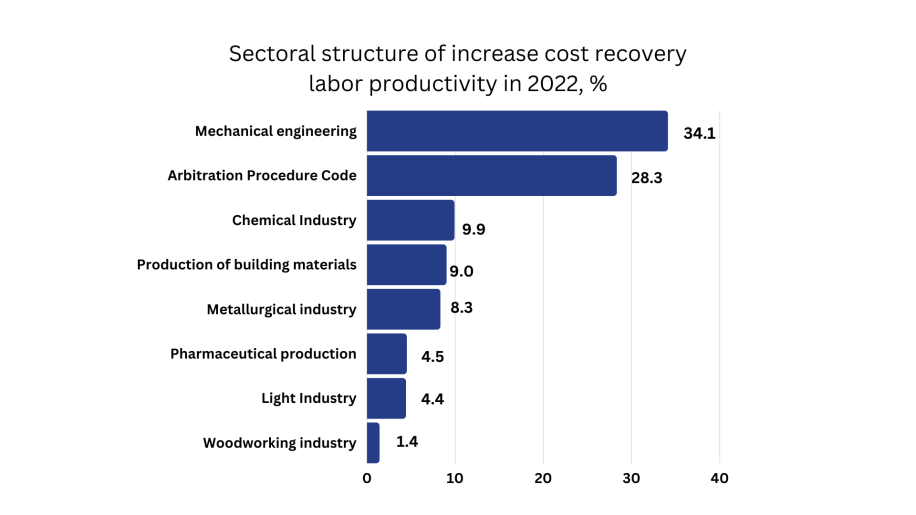 Sectoral structure of increase cost recovery
labor productivity in 2022, %
Mechanical engineering 34.1
Arbitration Procedure Code 28.3
Chemical Industry 9.9
Production of building materials 9.0
Metallurgical industry 8.3
Pharmaceutical production 4.5
Light Industry 4.4
Woodworking industry 1.4
0 10 20 30 40